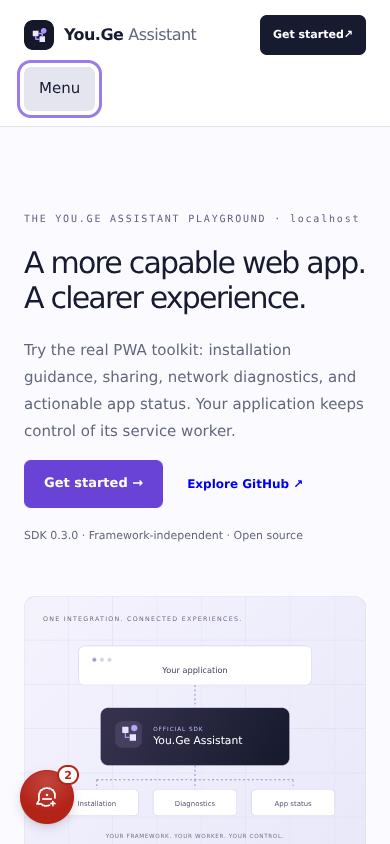 You.Ge Assistant
Get started↗
Menu
THE YOU.GE ASSISTANT PLAYGROUND · localhost
A more capable web app.
A clearer experience.
Try the real PWA toolkit: installation
guidance, sharing, network diagnostics, and
actionable app status. Your application keeps
control of its service worker.
Get started →
Explore GitHub ↗
SDK 0.3.0 · Framework-independent · Open source
ONE INTEGRATION. CONNECTED EXPERIENCES.
Your application
OFFICIAL SDK
You.Ge Assistant
2
Installation
Diagnostics
App status
YOUR FRAMEWORK. YOUR WORKER. YOUR CONTROL.